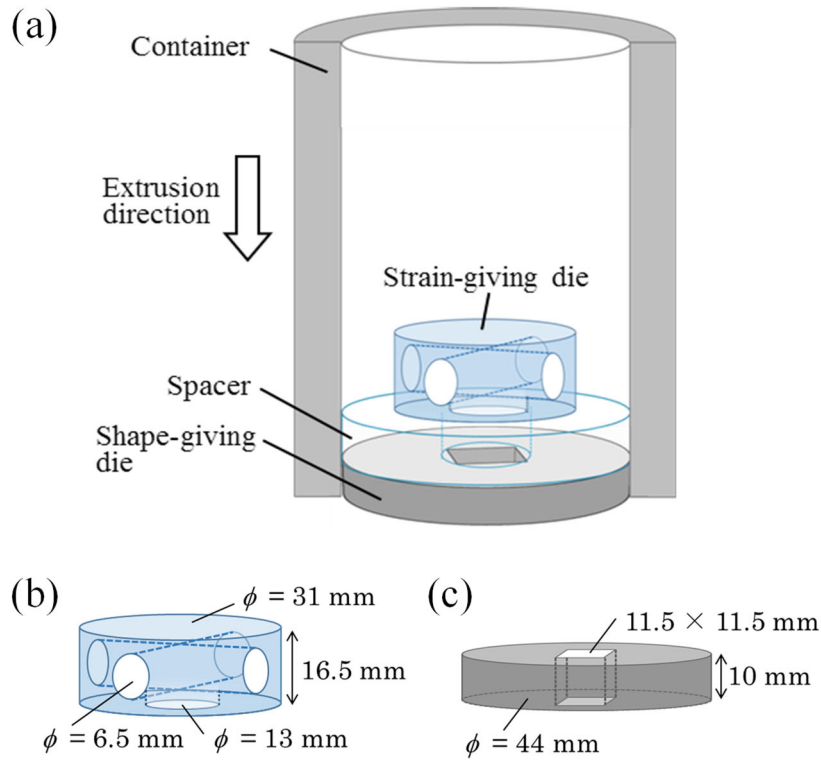 (a)
Container
Extrusion
direction
Strain-giving die
Spacer
Shape-giving
die
(b)
ϕ = 31 mm
16.5 mm
ϕ = 6.5 mm
ϕ = 13 mm
(c)
11.5 × 11.5 mm
10 mm
ϕ = 44 mm